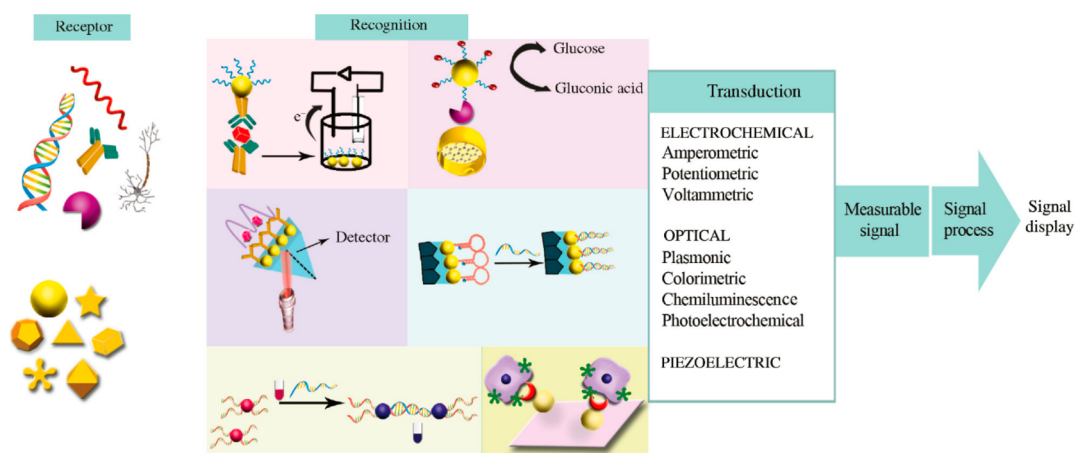 Receptor
Recognition
Glucose
Gluconic acid
e⁻
Detector
Transduction
ELECTROCHEMICAL
Amperometric
Potentiometric
Voltammetric
OPTICAL
Plasmonic
Colorimetric
Chemiluminescence
Photoelectrochemical
PIEZOELECTRIC
Measurable
signal
Signal
process
Signal
display